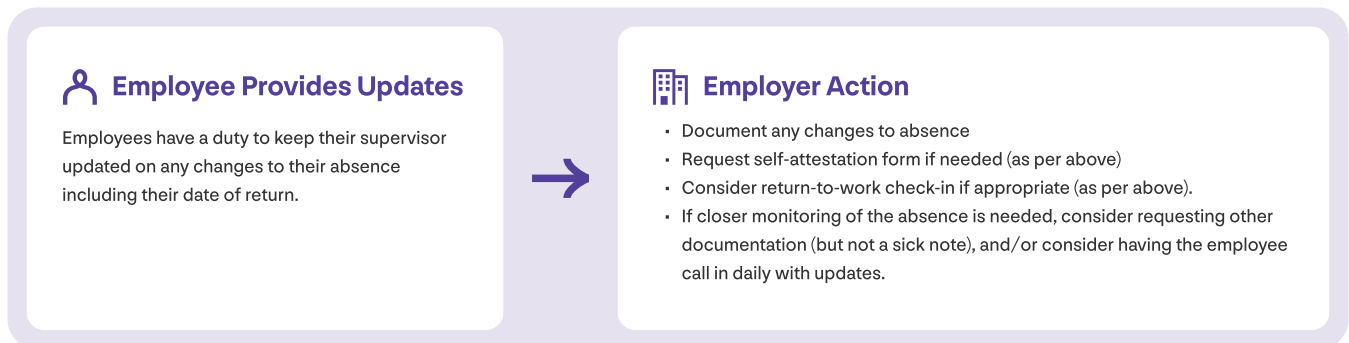 Employee Provides Updates
Employees have a duty to keep their supervisor
updated on any changes to their absence
including their date of return.
Employer Action
• Document any changes to absence
• Request self-attestation form if needed (as per above)
• Consider return-to-work check-in if appropriate (as per above).
• If closer monitoring of the absence is needed, consider requesting other
documentation (but not a sick note), and/or consider having the employee
call in daily with updates.